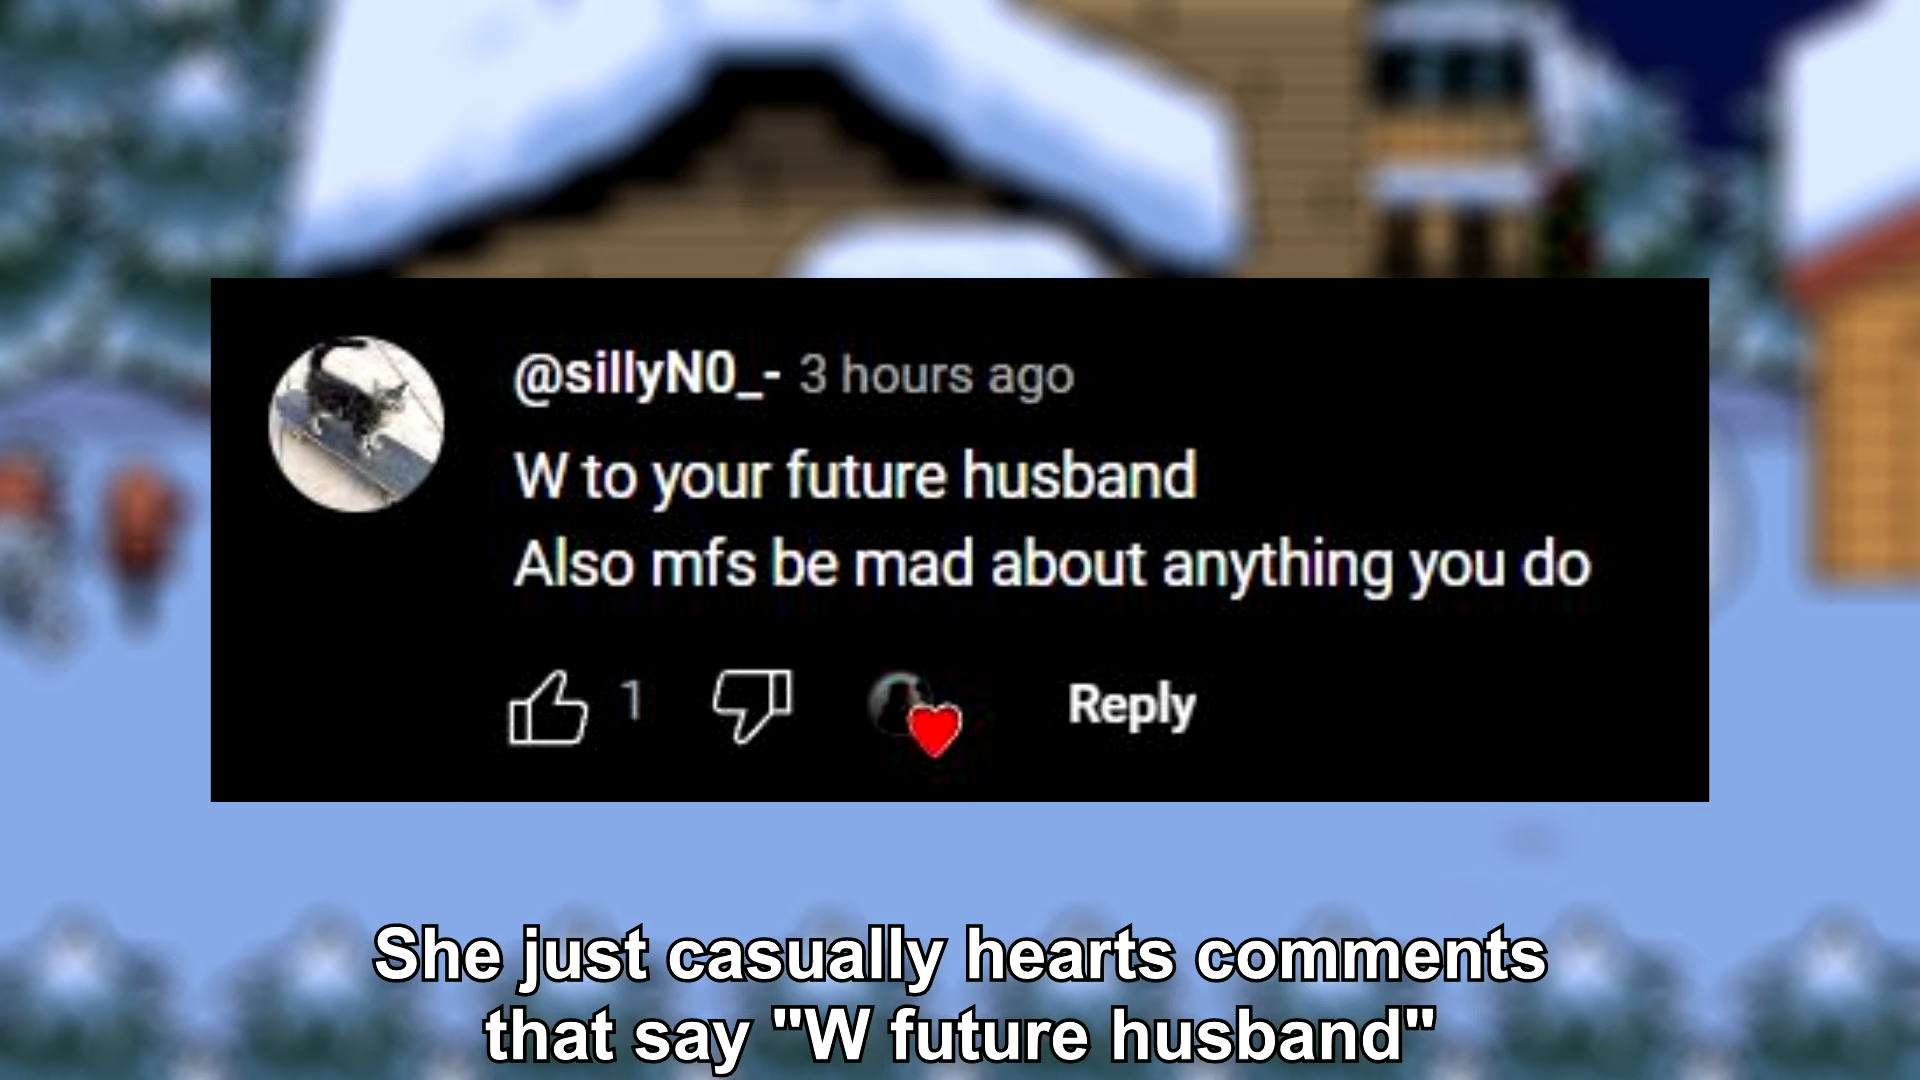 @sillyN0_- 3 hours ago
W to your future husband
Also mfs be mad about anything you do
1
Reply
She just casually hearts comments
that say "W future husband"